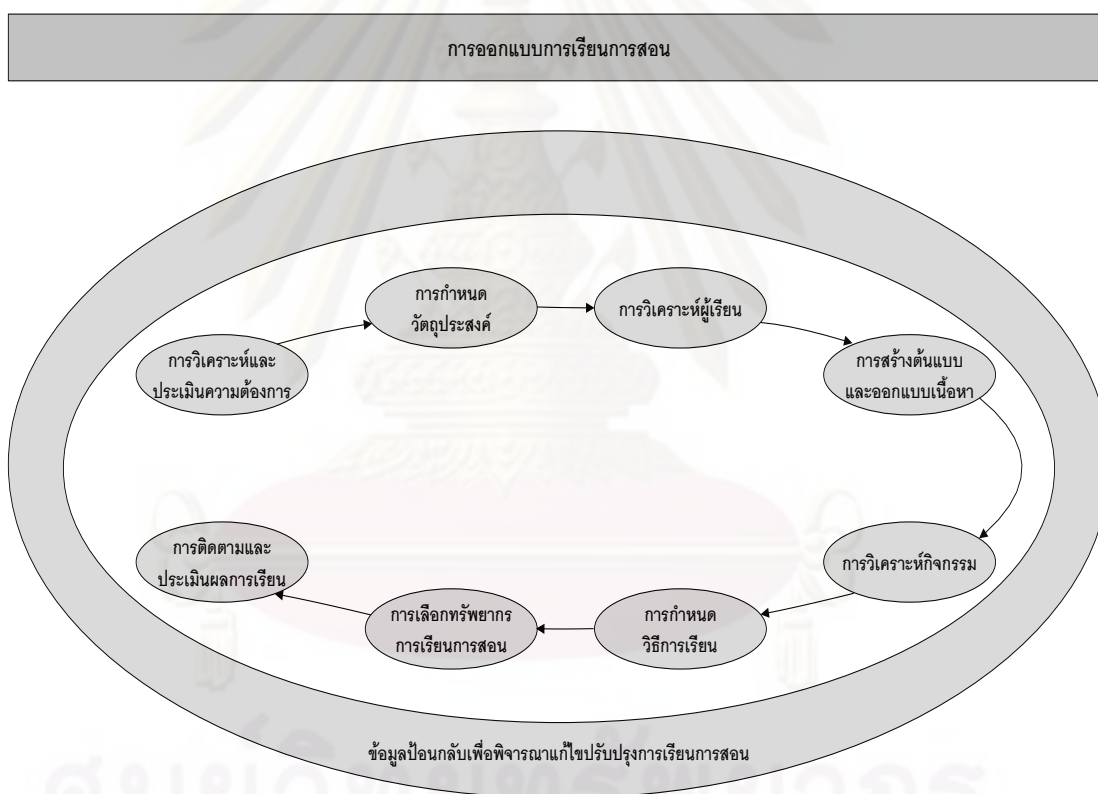 การออกแบบการเรียนการสอน
การกำหนด
วัตถุประสงค์
การวิเคราะห์ผู้เรียน
การวิเคราะห์และ
ประเมินความต้องการ
การสร้างต้นแบบ
และออกแบบเนื้อหา
การติดตามและ
ประเมินผลการเรียน
การวิเคราะห์กิจกรรม
การเลือกทรัพยากร
การเรียนการสอน
การกำหนด
วิธีการเรียน
ข้อมูลป้อนกลับเพื่อพิจารณาแก้ไขปรับปรุงการเรียนการสอน